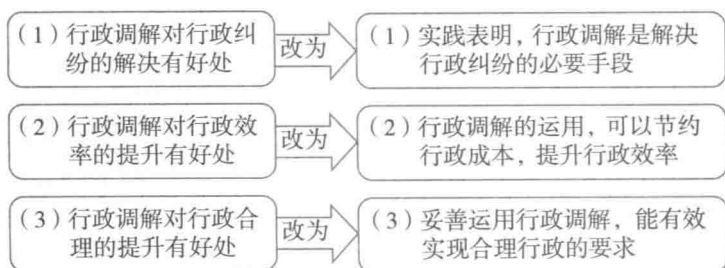 （1）行政调解对行政纠
纷的解决有好处
改为
（1）实践表明，行政调解是解决
行政纠纷的必要手段
（2）行政调解对行政效
率的提升有好处
改为
（2）行政调解的运用，可以节约
行政成本，提升行政效率
（3）行政调解对行政合
理的提升有好处
改为
（3）妥善运用行政调解，能有效
实现合理行政的要求